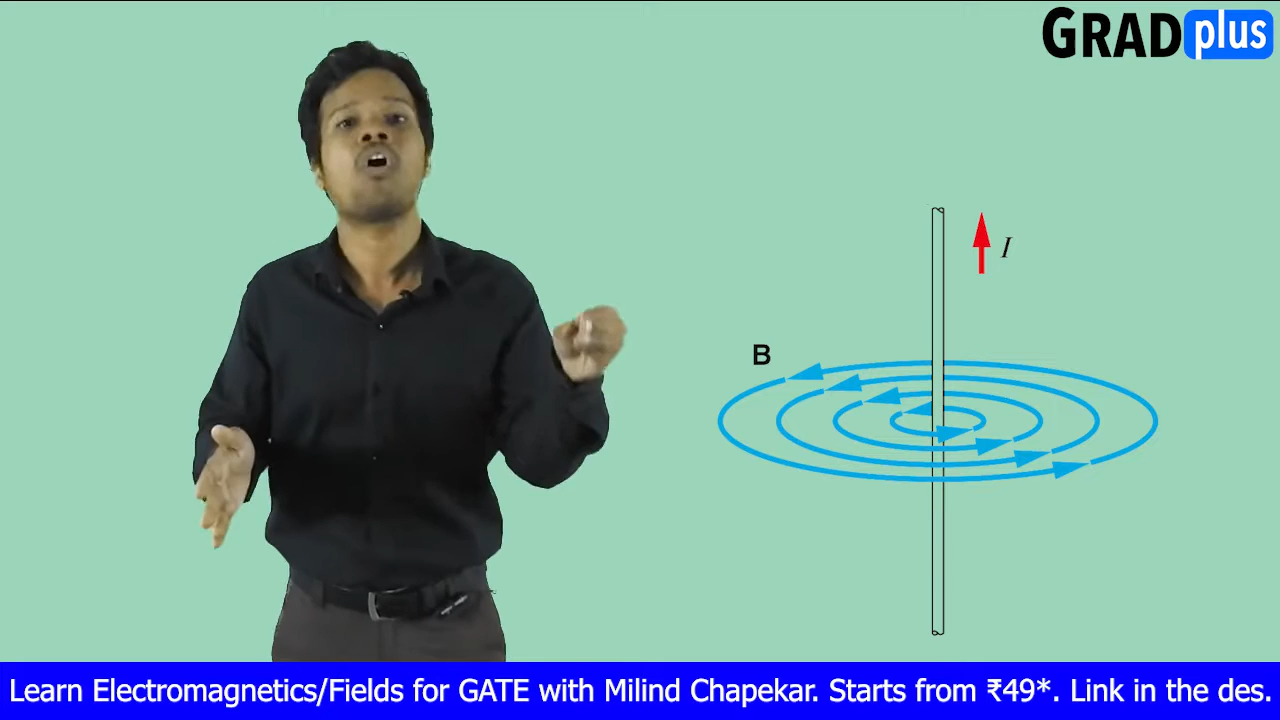 GRADplus
I
B
Learn Electromagnetics/Fields for GATE with Milind Chapekar. Starts from ₹49*. Link in the des.